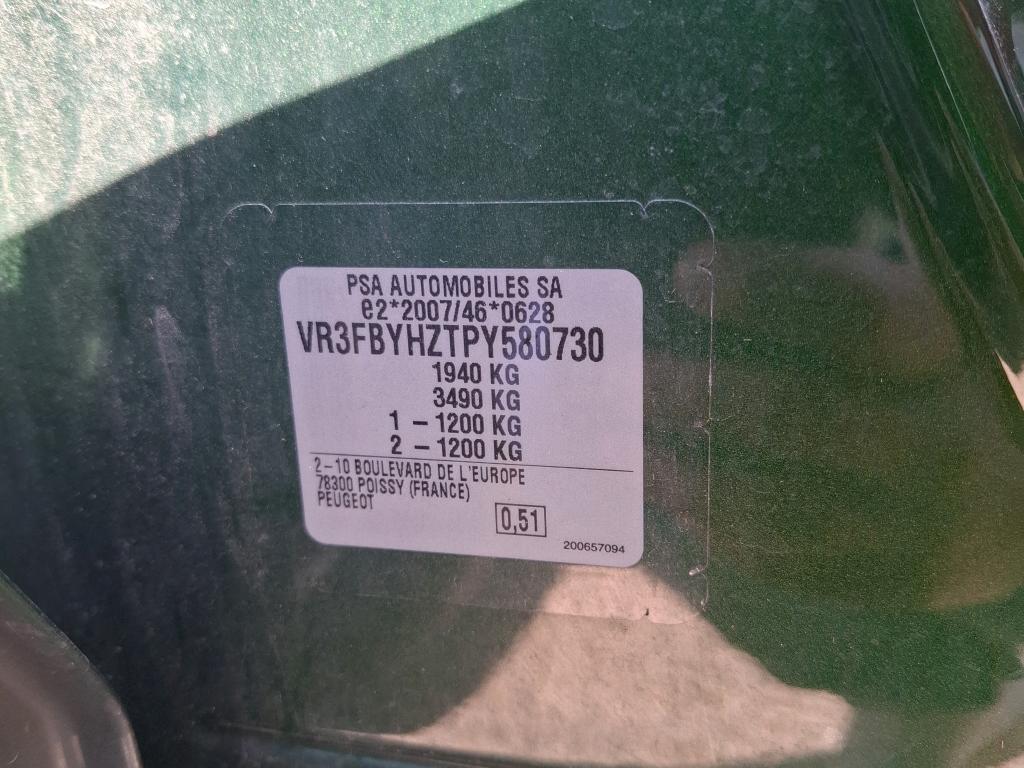 PSA AUTOMOBILES SA
e2*2007/46*0628
VR3FBYHZTPY580730
1940 KG
3490 KG
1 – 1200 KG
2 – 1200 KG
2–10 BOULEVARD DE L'EUROPE
78300 POISSY (FRANCE)
PEUGEOT
0,51
200657094